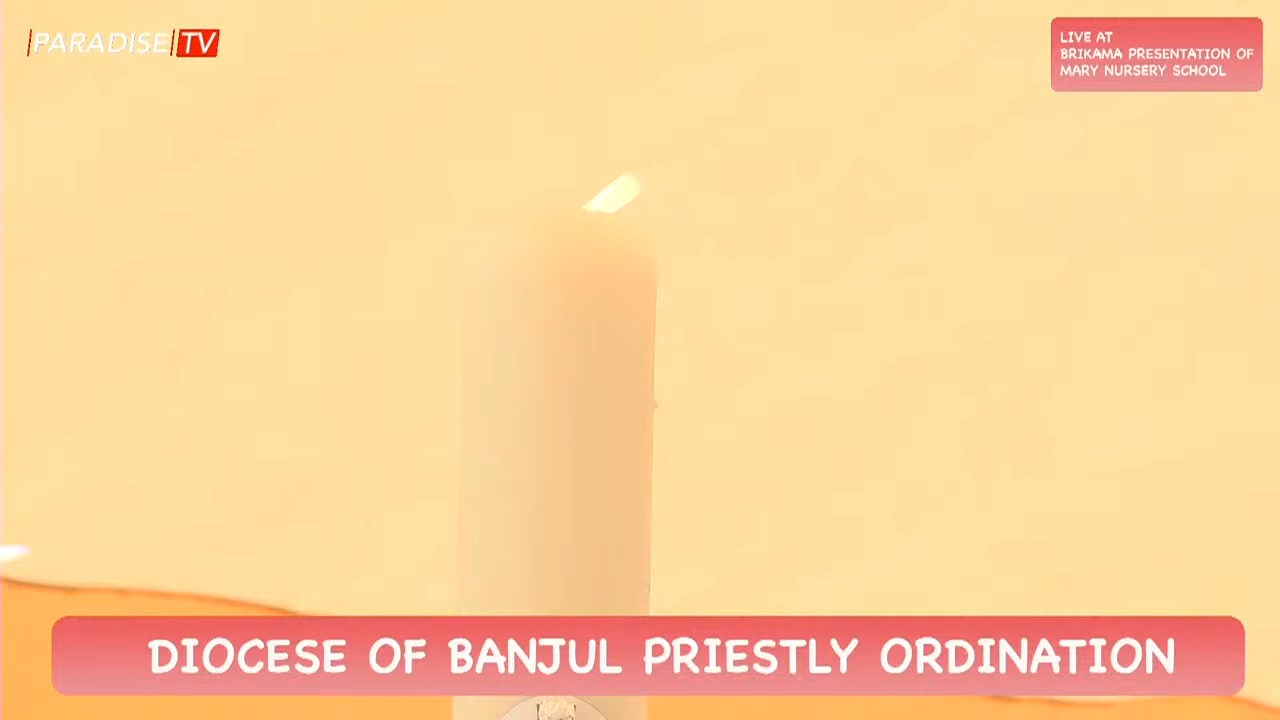 PARADISE TV
LIVE AT
BRIKAMA PRESENTATION OF
MARY NURSERY SCHOOL
DIOCESE OF BANJUL PRIESTLY ORDINATION